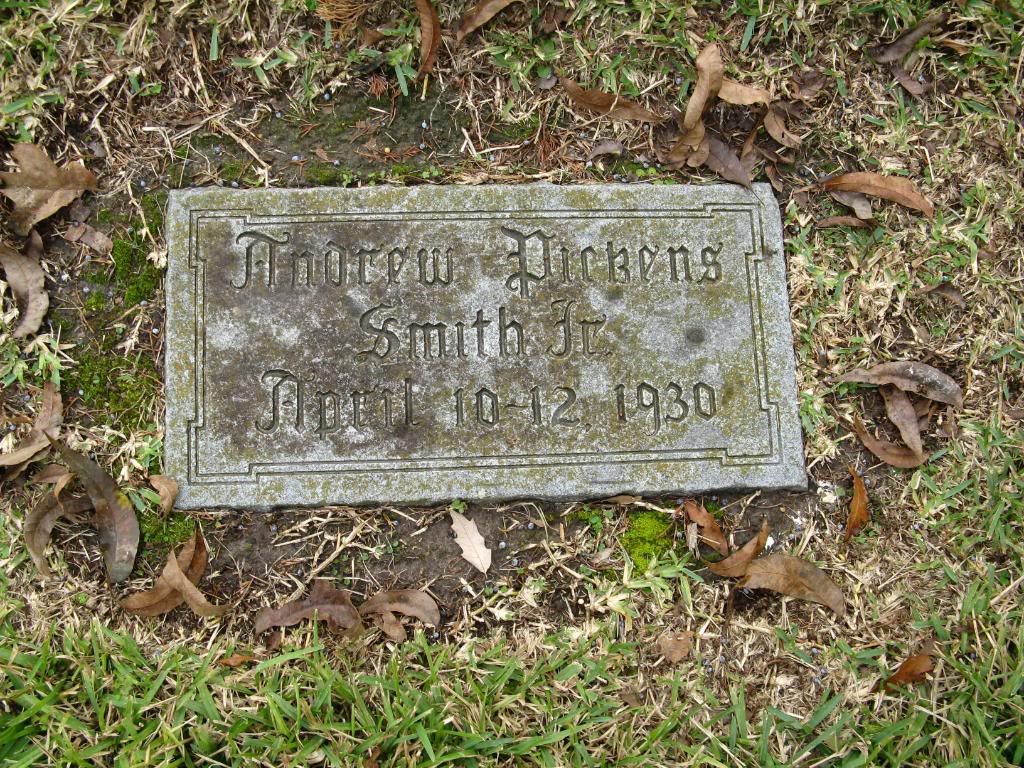 Andrew Pickens
Smith Jr.
April 10-12, 1930